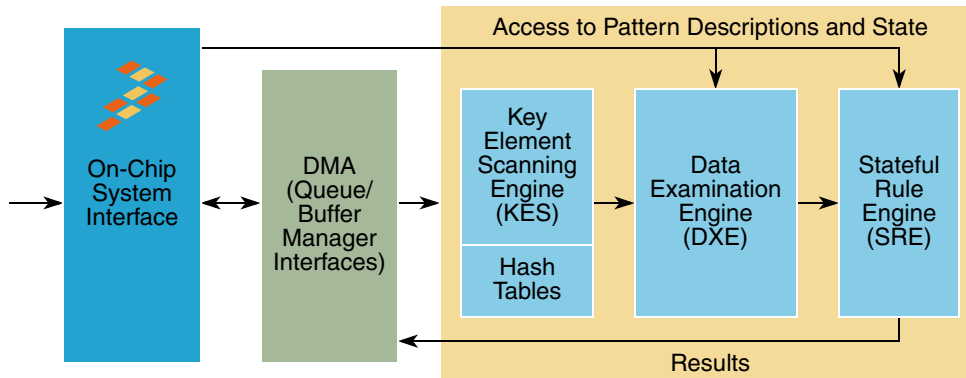 Access to Pattern Descriptions and State
On-Chip
System
Interface
DMA
(Queue/
Buffer
Manager
Interfaces)
Key
Element
Scanning
Engine
(KES)
Hash
Tables
Data
Examination
Engine
(DXE)
Stateful
Rule
Engine
(SRE)
Results